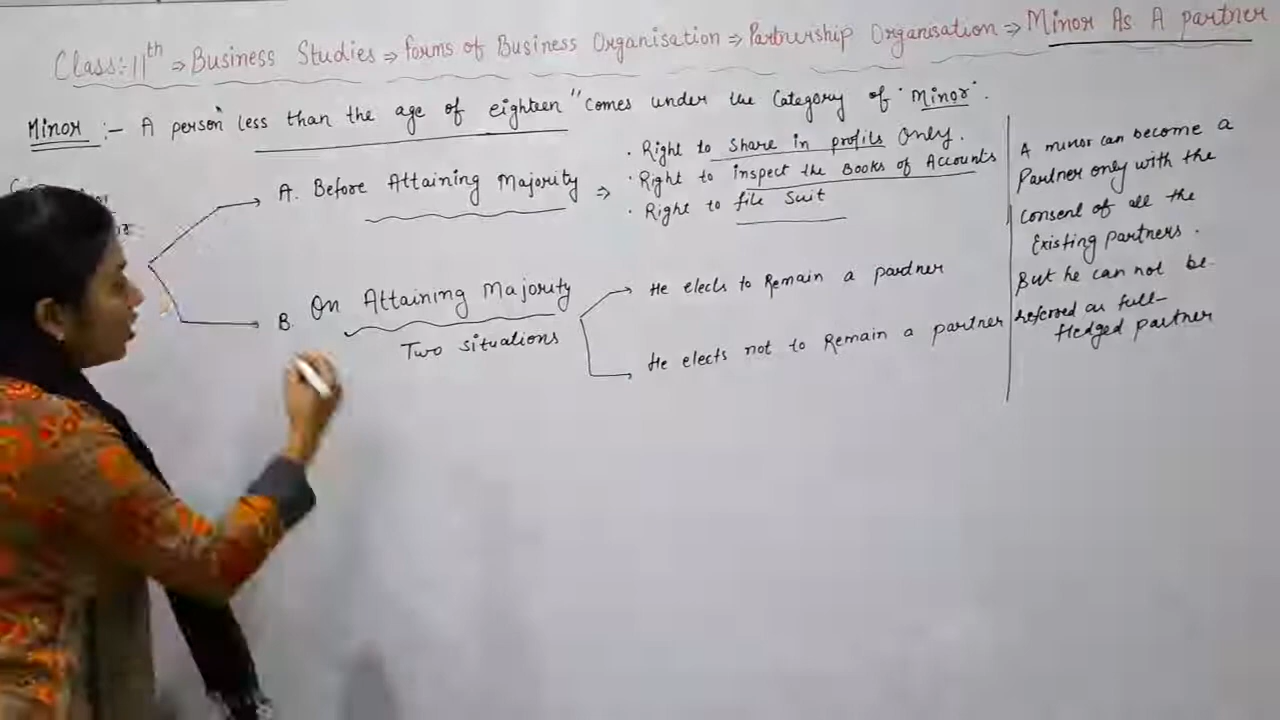 Class:11th ⇒ Business Studies ⇒ Forms of Business Organisation ⇒ Partnership Organisation ⇒ Minor As A partner
Minor :- A person less than the age of eighteen" comes under the Category of "Minor".
A. Before Attaining Majority ⇒
· Right to share in profits Only.
· Right to inspect the Books of Accounts
· Right to file Suit
B. On Attaining Majority
Two situations
He elects to Remain a partner
He elects not to Remain a partner
A minor can become a
Partner only with the
Consent of all the
Existing partners.
But he can not be
referred as full-
fledged partner